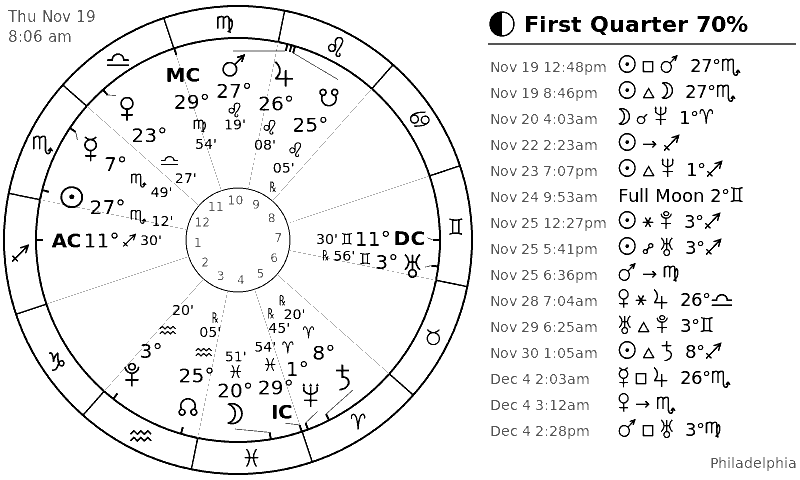 Thu Nov 19
8:06 am
First Quarter 70%
Nov 19 12:48pm ☉ □ ♂ 27°♏
Nov 19 8:46pm ☉ △ ☽ 27°♏
Nov 20 4:03am ☽ ☌ ♆ 1°♈
Nov 22 2:23am ☉ → ♐
Nov 23 7:07pm ☉ △ ♆ 1°♐
Nov 24 9:53am Full Moon 2°♊
Nov 25 12:27pm ☉ ⚹ ⯓ 3°♐
Nov 25 5:41pm ☉ ☍ ♅ 3°♐
Nov 25 6:36pm ♂ → ♍
Nov 28 7:04am ♀ ⚹ ♃ 26°♎
Nov 29 6:25am ♅ △ ⯓ 3°♊
Nov 30 1:05am ☉ △ ♄ 8°♐
Dec 4 2:03am ☿ □ ♃ 26°♏
Dec 4 3:12am ♀ → ♏
Dec 4 2:28pm ♂ □ ♅ 3°♍
Philadelphia
MC 29° ♍ 54'
♂ 27° ♌ 19'
♃ 26° ♌ 08'
☋ 25° ♌ 05' ℞
♀ 23° ♎ 27'
☿ 7° ♏ 49'
☉ 27° ♏ 12'
AC 11° ♐ 30'
30' ♊ 11° DC
℞ 56' ♊ 3° ♅
⯓ 3° ♒ 20'
☊ 25° ♒ 05' ℞
☽ 20° ♓ 51'
IC 29° ♓ 54'
♆ 1° ♈ 45' ℞
♄ 8° ♈ 20' ℞
♍
♌
♋
♊
♉
♈
♓
♒
♑
♐
♏
♎
1
2
3
4
5
6
7
8
9
10
11
12